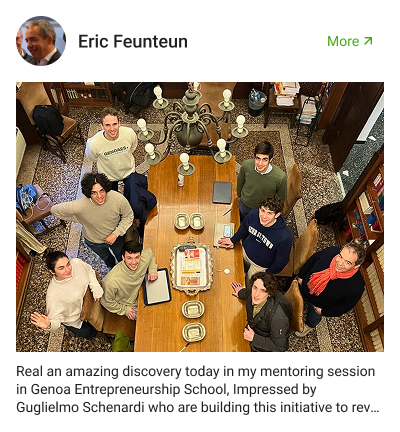 Eric Feunteun
More
Real an amazing discovery today in my mentoring session
in Genoa Entrepreneurship School, Impressed by
Guglielmo Schenardi who are building this initiative to rev...